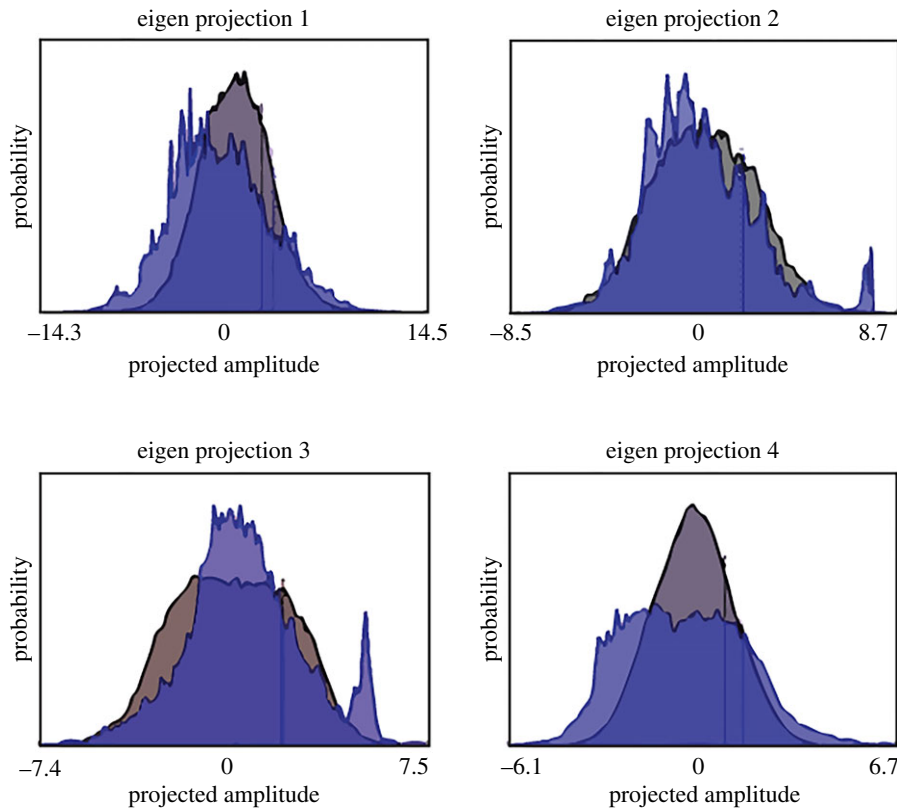 eigen projection 1
probability
–14.3 0 14.5
projected amplitude
eigen projection 2
probability
–8.5 0 8.7
projected amplitude
eigen projection 3
probability
–7.4 0 7.5
projected amplitude
eigen projection 4
probability
–6.1 0 6.7
projected amplitude